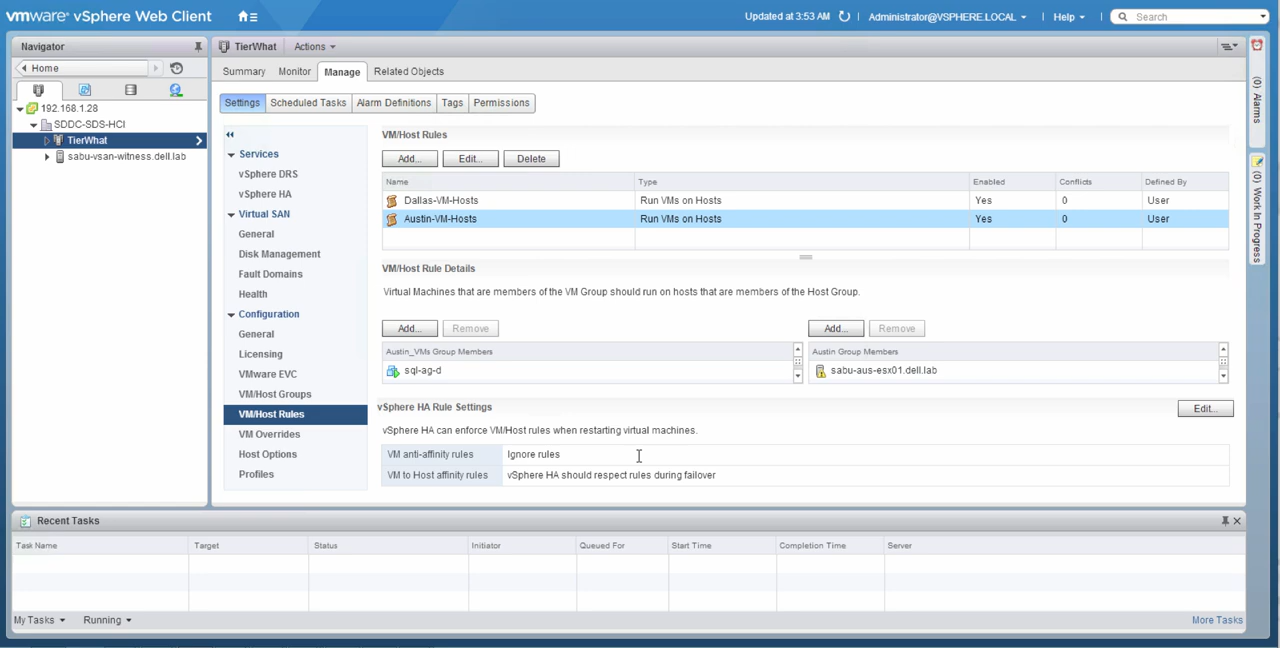 vmware® vSphere Web Client
Updated at 3:53 AM
Administrator@VSPHERE.LOCAL
Help
Search
Navigator
Home
192.168.1.28
SDDC-SDS-HCI
TierWhat
sabu-vsan-witness.dell.lab
TierWhat Actions
Summary Monitor Manage Related Objects
Settings Scheduled Tasks Alarm Definitions Tags Permissions
Services
vSphere DRS
vSphere HA
Virtual SAN
General
Disk Management
Fault Domains
Health
Configuration
General
Licensing
VMware EVC
VM/Host Groups
VM/Host Rules
VM Overrides
Host Options
Profiles
VM/Host Rules
Add... Edit... Delete
Name Type Enabled Conflicts Defined By
Dallas-VM-Hosts Run VMs on Hosts Yes 0 User
Austin-VM-Hosts Run VMs on Hosts Yes 0 User
VM/Host Rule Details
Virtual Machines that are members of the VM Group should run on hosts that are members of the Host Group.
Add... Remove Add... Remove
Austin_VMs Group Members Austin Group Members
sql-ag-d sabu-aus-esx01.dell.lab
vSphere HA Rule Settings Edit...
vSphere HA can enforce VM/Host rules when restarting virtual machines.
VM anti-affinity rules Ignore rules
VM to Host affinity rules vSphere HA should respect rules during failover
(0) Alarms
(0) Work In Progress
Recent Tasks
Task Name Target Status Initiator Queued For Start Time Completion Time Server
My Tasks Running More Tasks